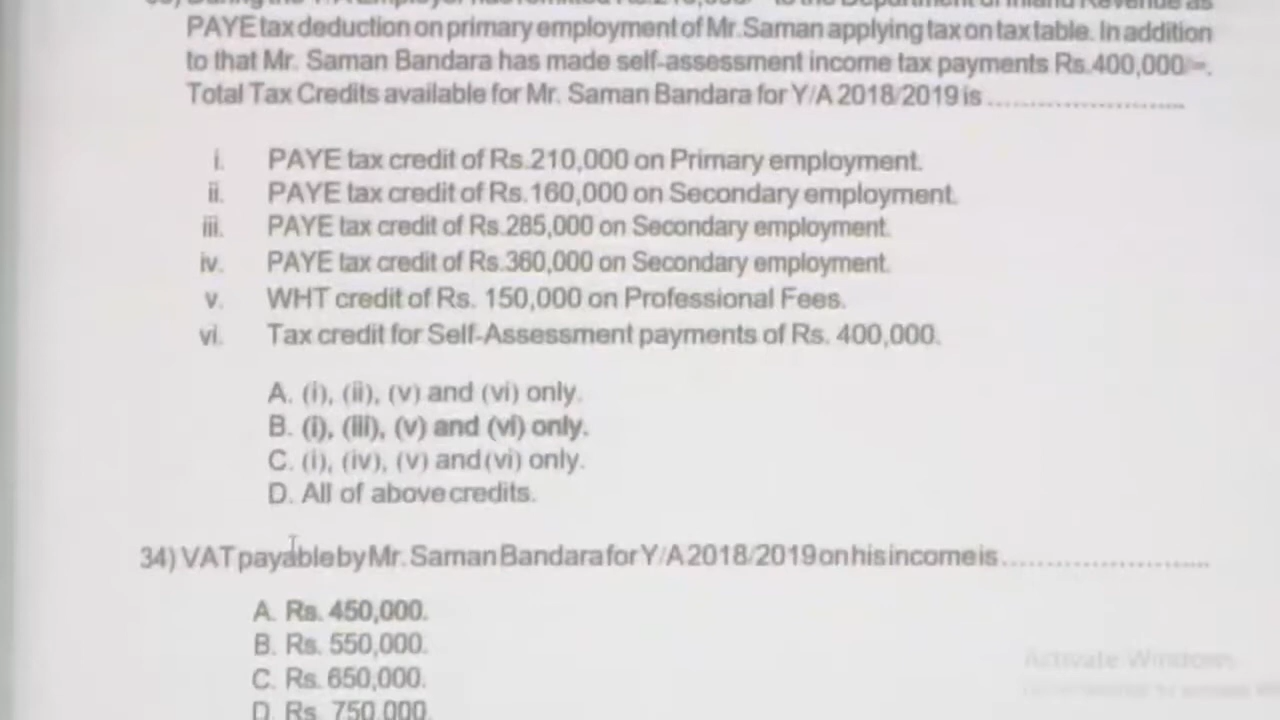 PAYE tax deduction on primary employment of Mr. Saman applying tax on tax table. In addition
to that Mr. Saman Bandara has made self-assessment income tax payments Rs.400,000/=.
Total Tax Credits available for Mr. Saman Bandara for Y/A 2018/2019 is ............................
i. PAYE tax credit of Rs.210,000 on Primary employment.
ii. PAYE tax credit of Rs.160,000 on Secondary employment.
iii. PAYE tax credit of Rs.285,000 on Secondary employment.
iv. PAYE tax credit of Rs.360,000 on Secondary employment.
v. WHT credit of Rs. 150,000 on Professional Fees.
vi. Tax credit for Self-Assessment payments of Rs. 400,000.
A. (i), (ii), (v) and (vi) only.
B. (i), (iii), (v) and (vi) only.
C. (i), (iv), (v) and (vi) only.
D. All of above credits.
34) VAT payable by Mr. Saman Bandara for Y/A 2018/2019 on his income is ..............................
A. Rs. 450,000.
B. Rs. 550,000.
C. Rs. 650,000.
D. Rs. 750,000.
Activate Windows